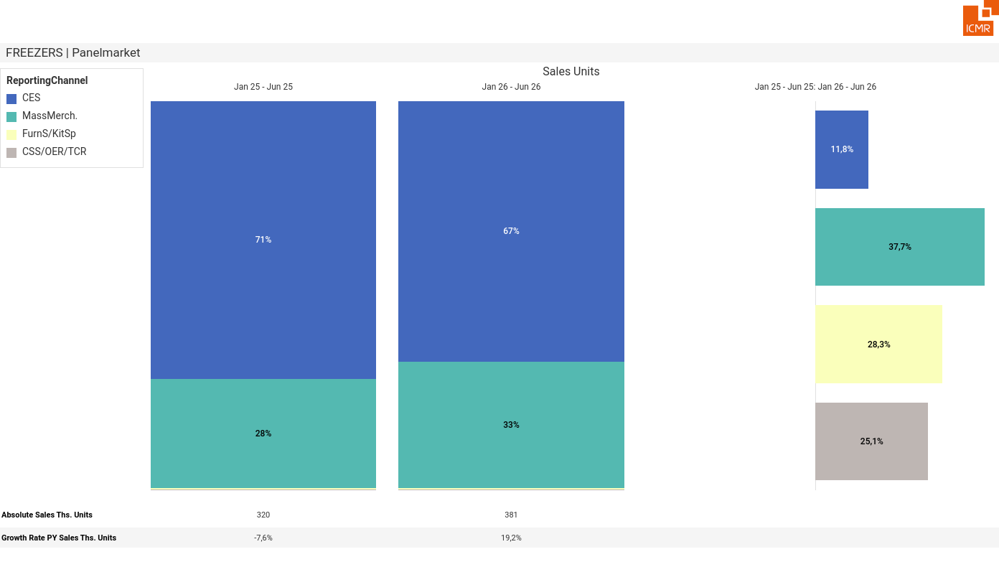 ICMR
FREEZERS | Panelmarket
ReportingChannel
CES
MassMerch.
FurnS/KitSp
CSS/OER/TCR
Sales Units
Jan 25 - Jun 25
Jan 26 - Jun 26
Jan 25 - Jun 25: Jan 26 - Jun 26
71%
67%
28%
33%
11,8%
37,7%
28,3%
25,1%
Absolute Sales Ths. Units 320 381
Growth Rate PY Sales Ths. Units -7,6% 19,2%